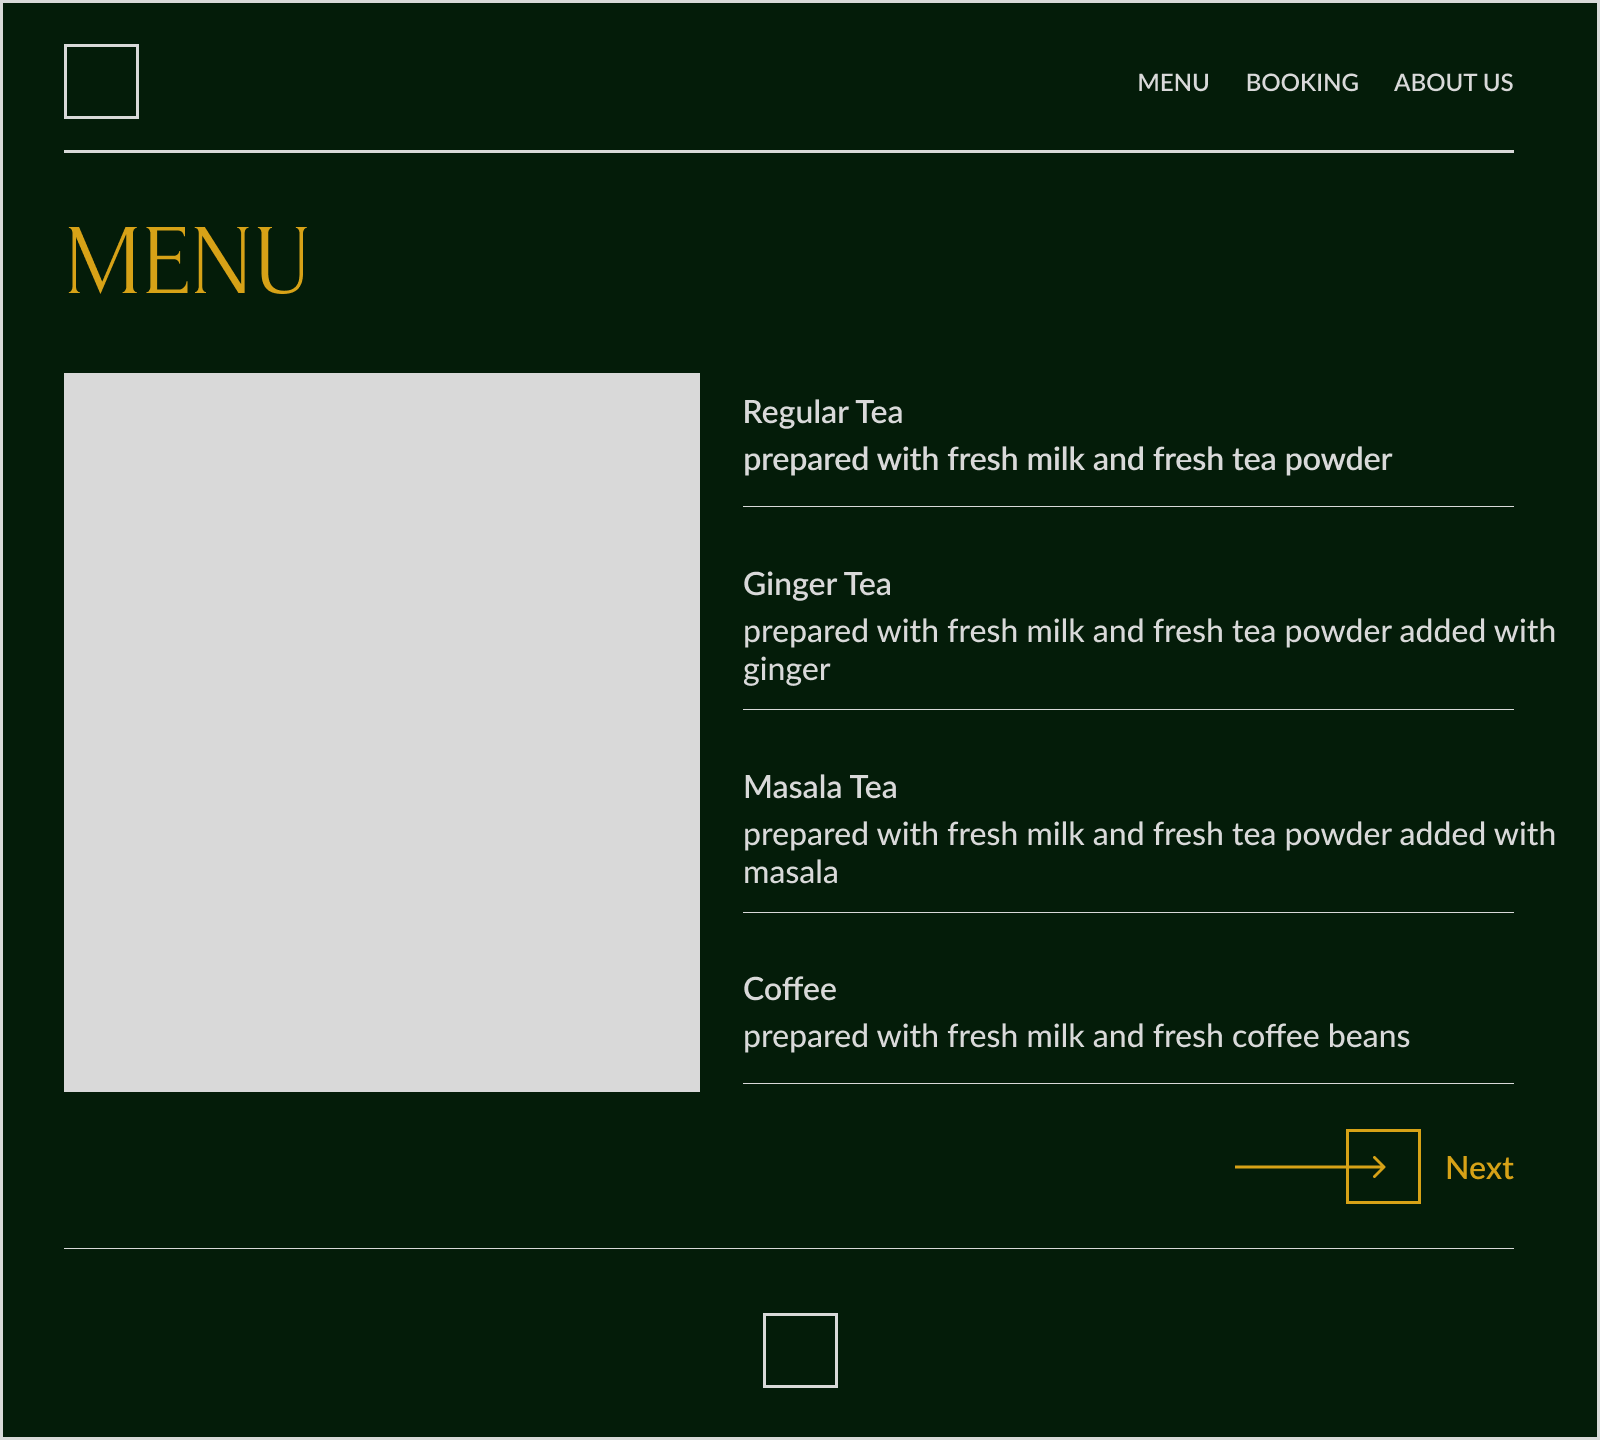 MENU BOOKING ABOUT US
MENU
Regular Tea
prepared with fresh milk and fresh tea powder
Ginger Tea
prepared with fresh milk and fresh tea powder added with
ginger
Masala Tea
prepared with fresh milk and fresh tea powder added with
masala
Coffee
prepared with fresh milk and fresh coffee beans
Next